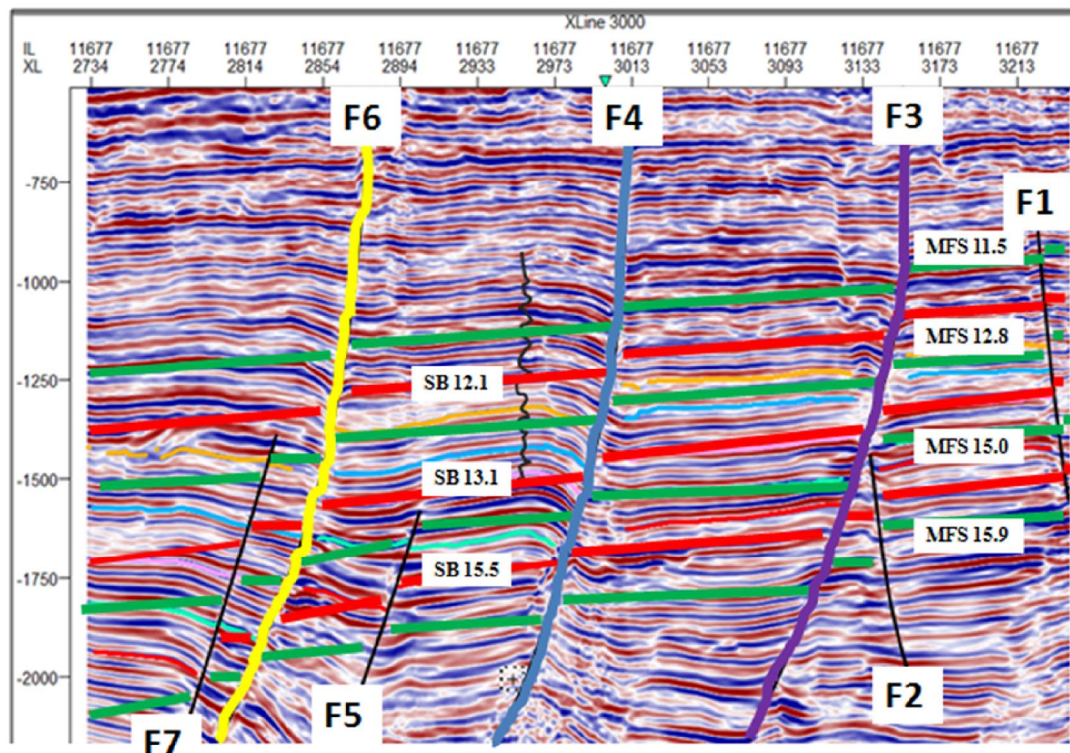 XLine 3000
IL 11677 11677 11677 11677 11677 11677 11677 11677 11677 11677 11677 11677 11677
XL 2734 2774 2814 2854 2894 2933 2973 3013 3053 3093 3133 3173 3213
F6 F4 F3
-750
F1
MFS 11.5
-1000
MFS 12.8
-1250
SB 12.1
MFS 15.0
SB 13.1
-1500
MFS 15.9
SB 15.5
-1750
-2000
F2
F5
F7